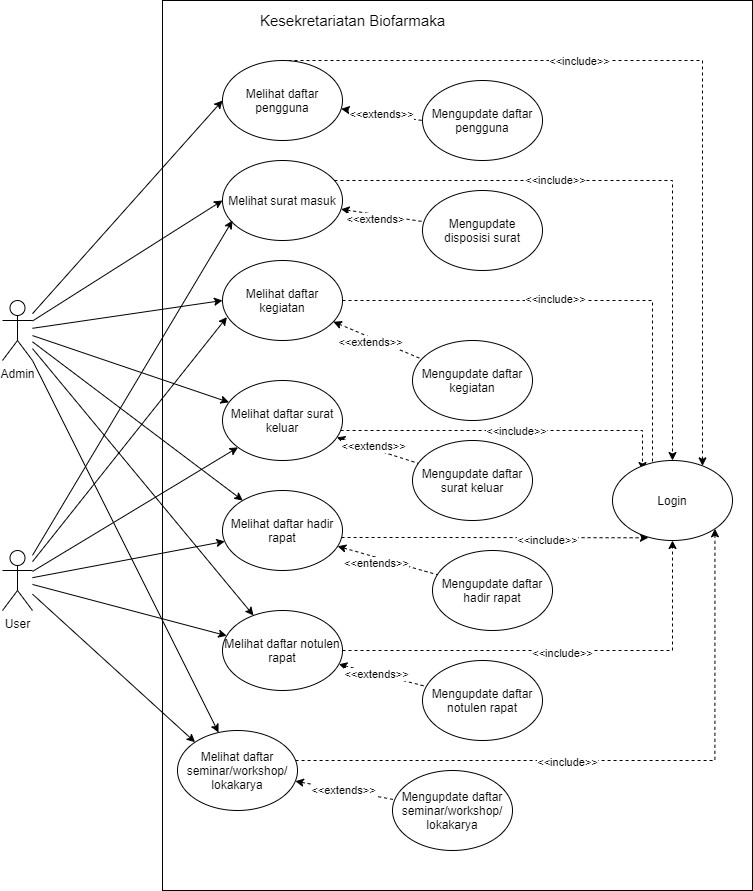 Kesekretariatan Biofarmaka
<<include>>
Melihat daftar
pengguna
<<extends>>
Mengupdate daftar
pengguna
<<include>>
Melihat surat masuk
<<extends>
Mengupdate
disposisi surat
Melihat daftar
kegiatan
<<include>>
<<extends>>
Mengupdate daftar
kegiatan
Admin
Melihat daftar surat
keluar
<<include>>
<<extends>>
Mengupdate daftar
surat keluar
Login
Melihat daftar hadir
rapat
<<include>>
<<entends>>
Mengupdate daftar
hadir rapat
User
Melihat daftar notulen
rapat
<<include>>
<<extends>>
Mengupdate daftar
notulen rapat
Melihat daftar
seminar/workshop/
lokakarya
<<include>>
<<extends>>
Mengupdate daftar
seminar/workshop/
lokakarya